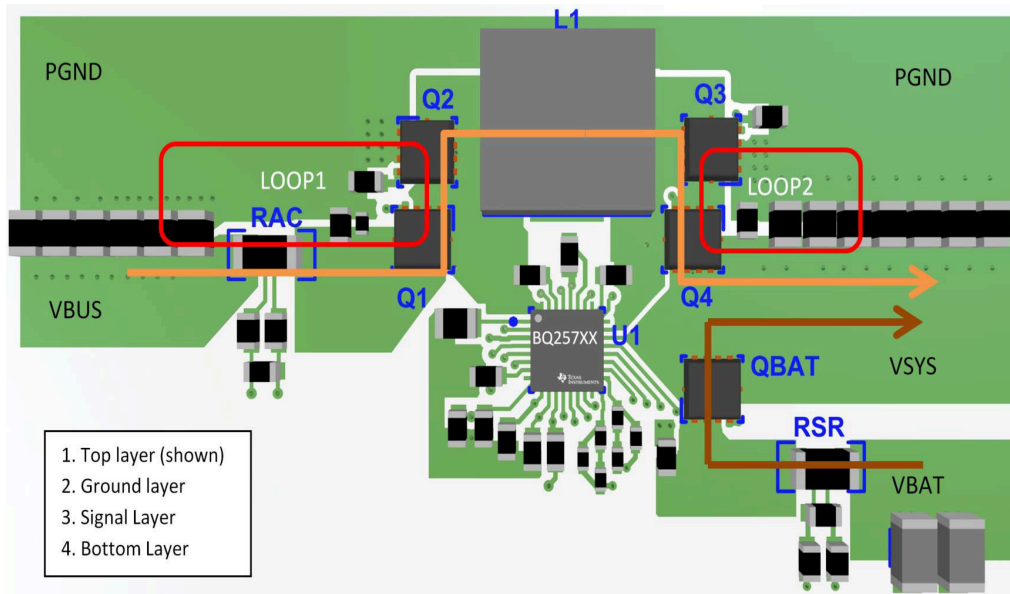 L1
PGND
PGND
Q2
Q3
LOOP1
LOOP2
RAC
Q1
Q4
VBUS
BQ257XX
U1
TEXAS
INSTRUMENTS
QBAT
VSYS
RSR
VBAT
1. Top layer (shown)
2. Ground layer
3. Signal Layer
4. Bottom Layer